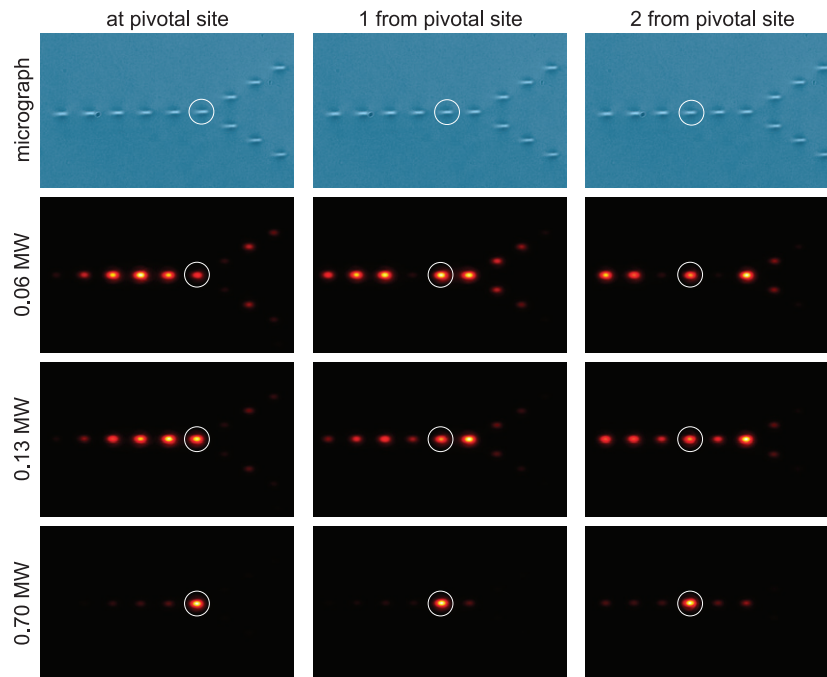 at pivotal site
1 from pivotal site
2 from pivotal site
micrograph
0.06 MW
0.13 MW
0.70 MW